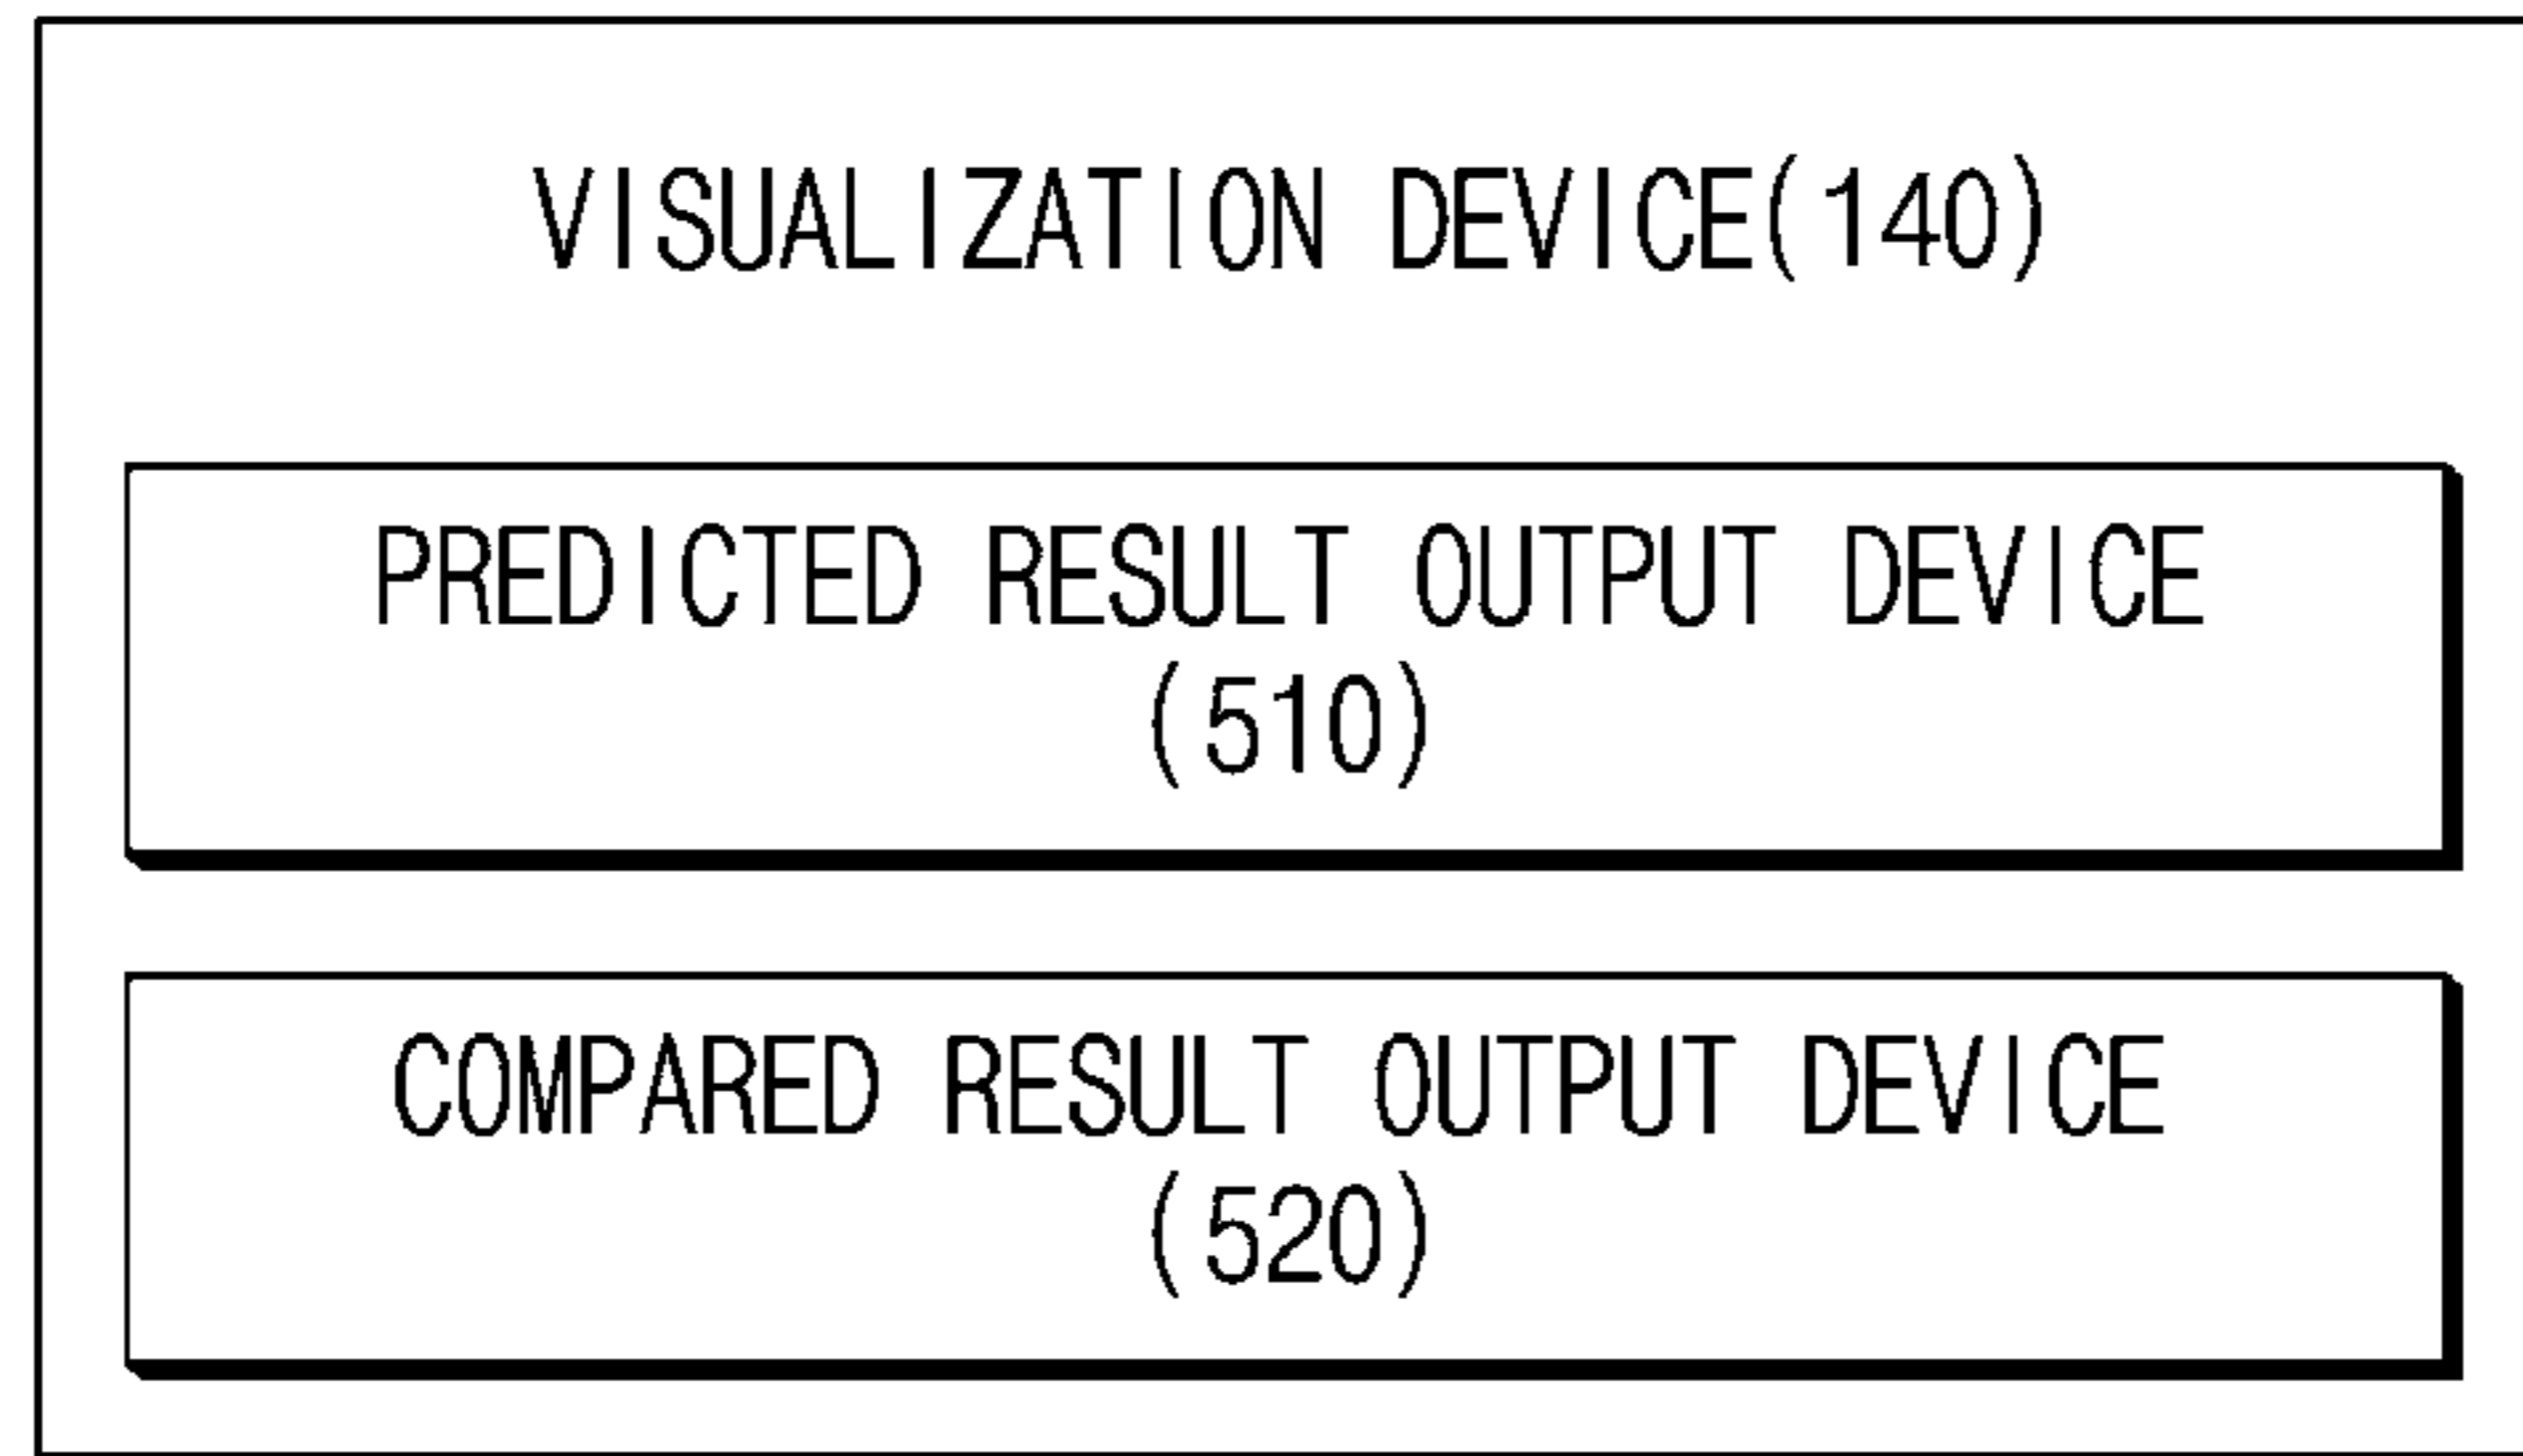 VISUALIZATION DEVICE(140)
PREDICTED RESULT OUTPUT DEVICE
(510)
COMPARED RESULT OUTPUT DEVICE
(520)